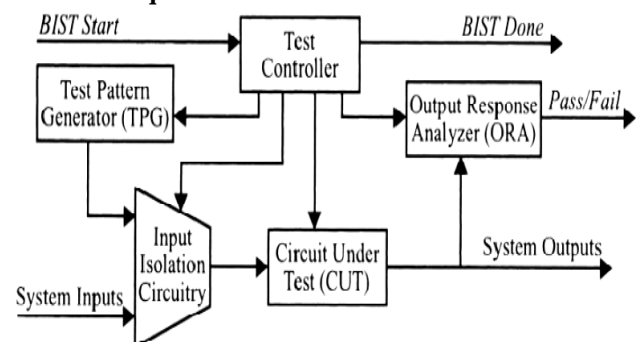 BIST Start
Test
Controller
BIST Done
Test Pattern
Generator (TPG)
Output Response
Analyzer (ORA)
Pass/Fail
Input
Isolation
Circuitry
Circuit Under
Test (CUT)
System Outputs
System Inputs